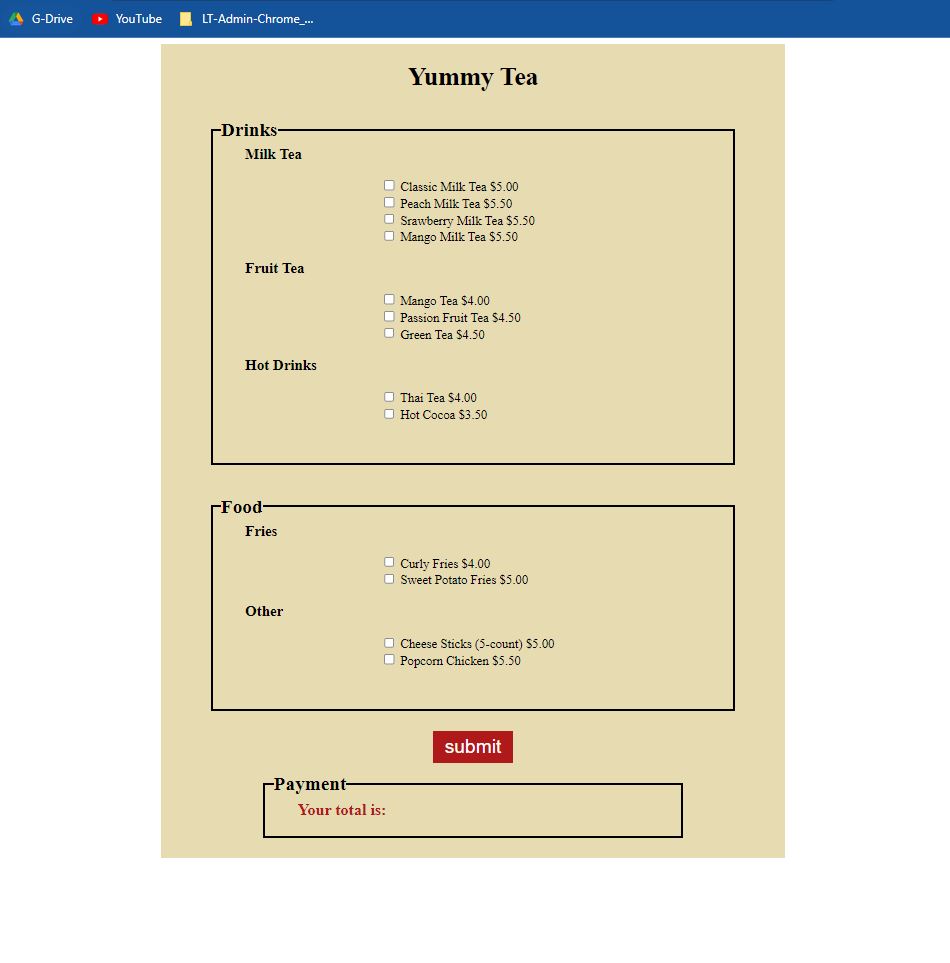 G-Drive YouTube LT-Admin-Chrome_...
Yummy Tea
Drinks
Milk Tea
Classic Milk Tea $5.00
Peach Milk Tea $5.50
Srawberry Milk Tea $5.50
Mango Milk Tea $5.50
Fruit Tea
Mango Tea $4.00
Passion Fruit Tea $4.50
Green Tea $4.50
Hot Drinks
Thai Tea $4.00
Hot Cocoa $3.50
Food
Fries
Curly Fries $4.00
Sweet Potato Fries $5.00
Other
Cheese Sticks (5-count) $5.00
Popcorn Chicken $5.50
submit
Payment
Your total is: